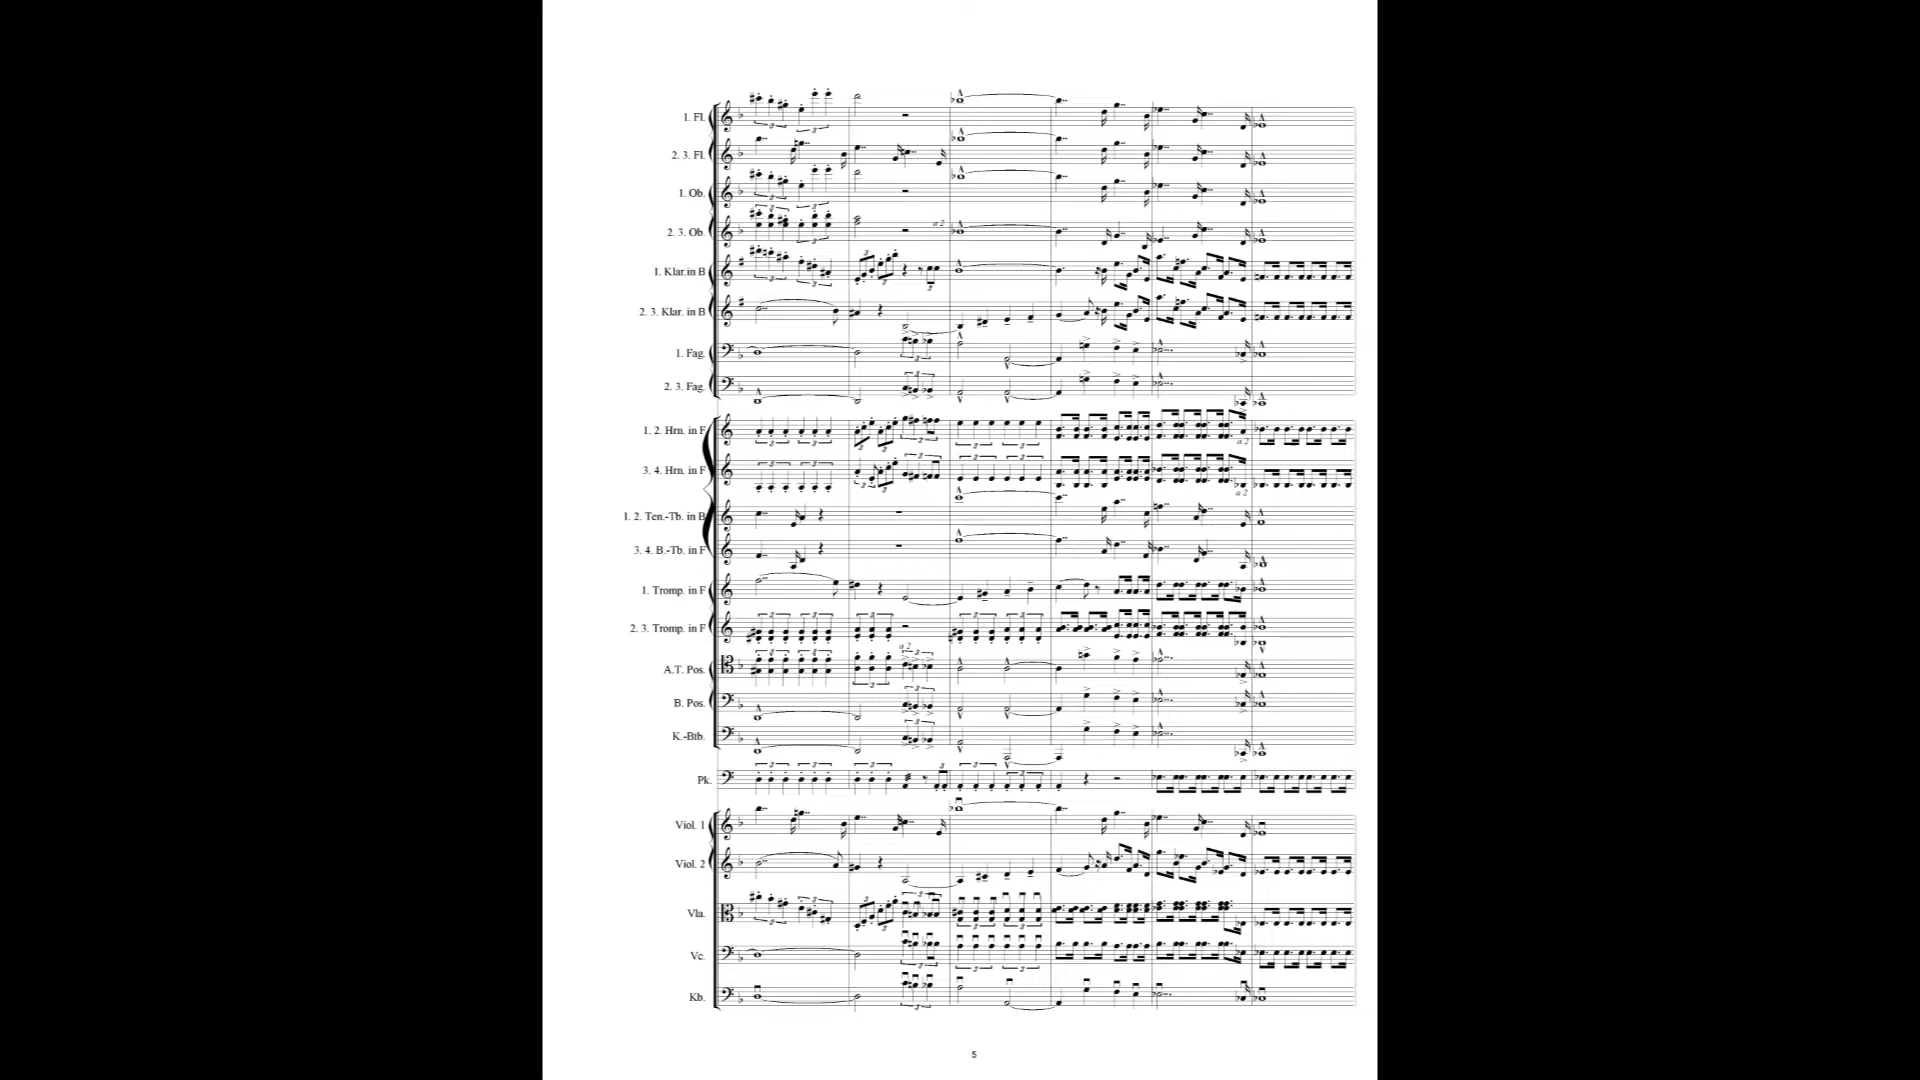 1. Fl.
2. 3. Fl.
1. Ob.
2. 3. Ob.
a 2
1. Klar.in B
2. 3. Klar. in B
1. Fag.
2. 3. Fag.
1. 2. Hrn. in F
a 2
3. 4. Hrn. in F
a 2
1. 2. Ten.-Tb. in B
3. 4. B.-Tb. in F
1. Tromp. in F
2. 3. Tromp. in F
a 2
A.T. Pos.
B. Pos.
K.-Btb.
Pk.
Viol. 1
Viol. 2
Vla.
Vc.
Kb.
5